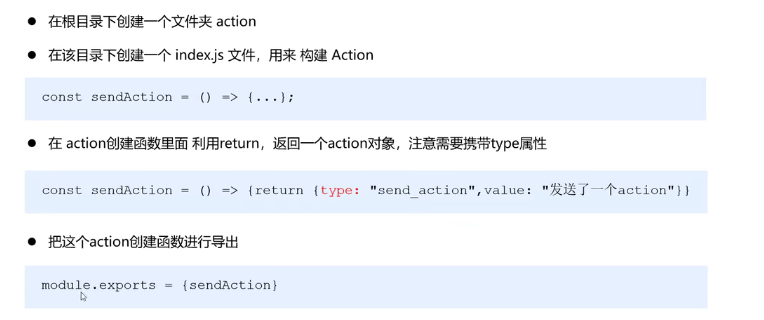 ● 在根目录下创建一个文件夹 action
● 在该目录下创建一个 index.js 文件，用来 构建 Action
const sendAction = () => {...};
● 在 action创建函数里面 利用return，返回一个action对象，注意需要携带type属性
const sendAction = () => {return {type: "send_action",value: "发送了一个action"}}
● 把这个action创建函数进行导出
module.exports = {sendAction}